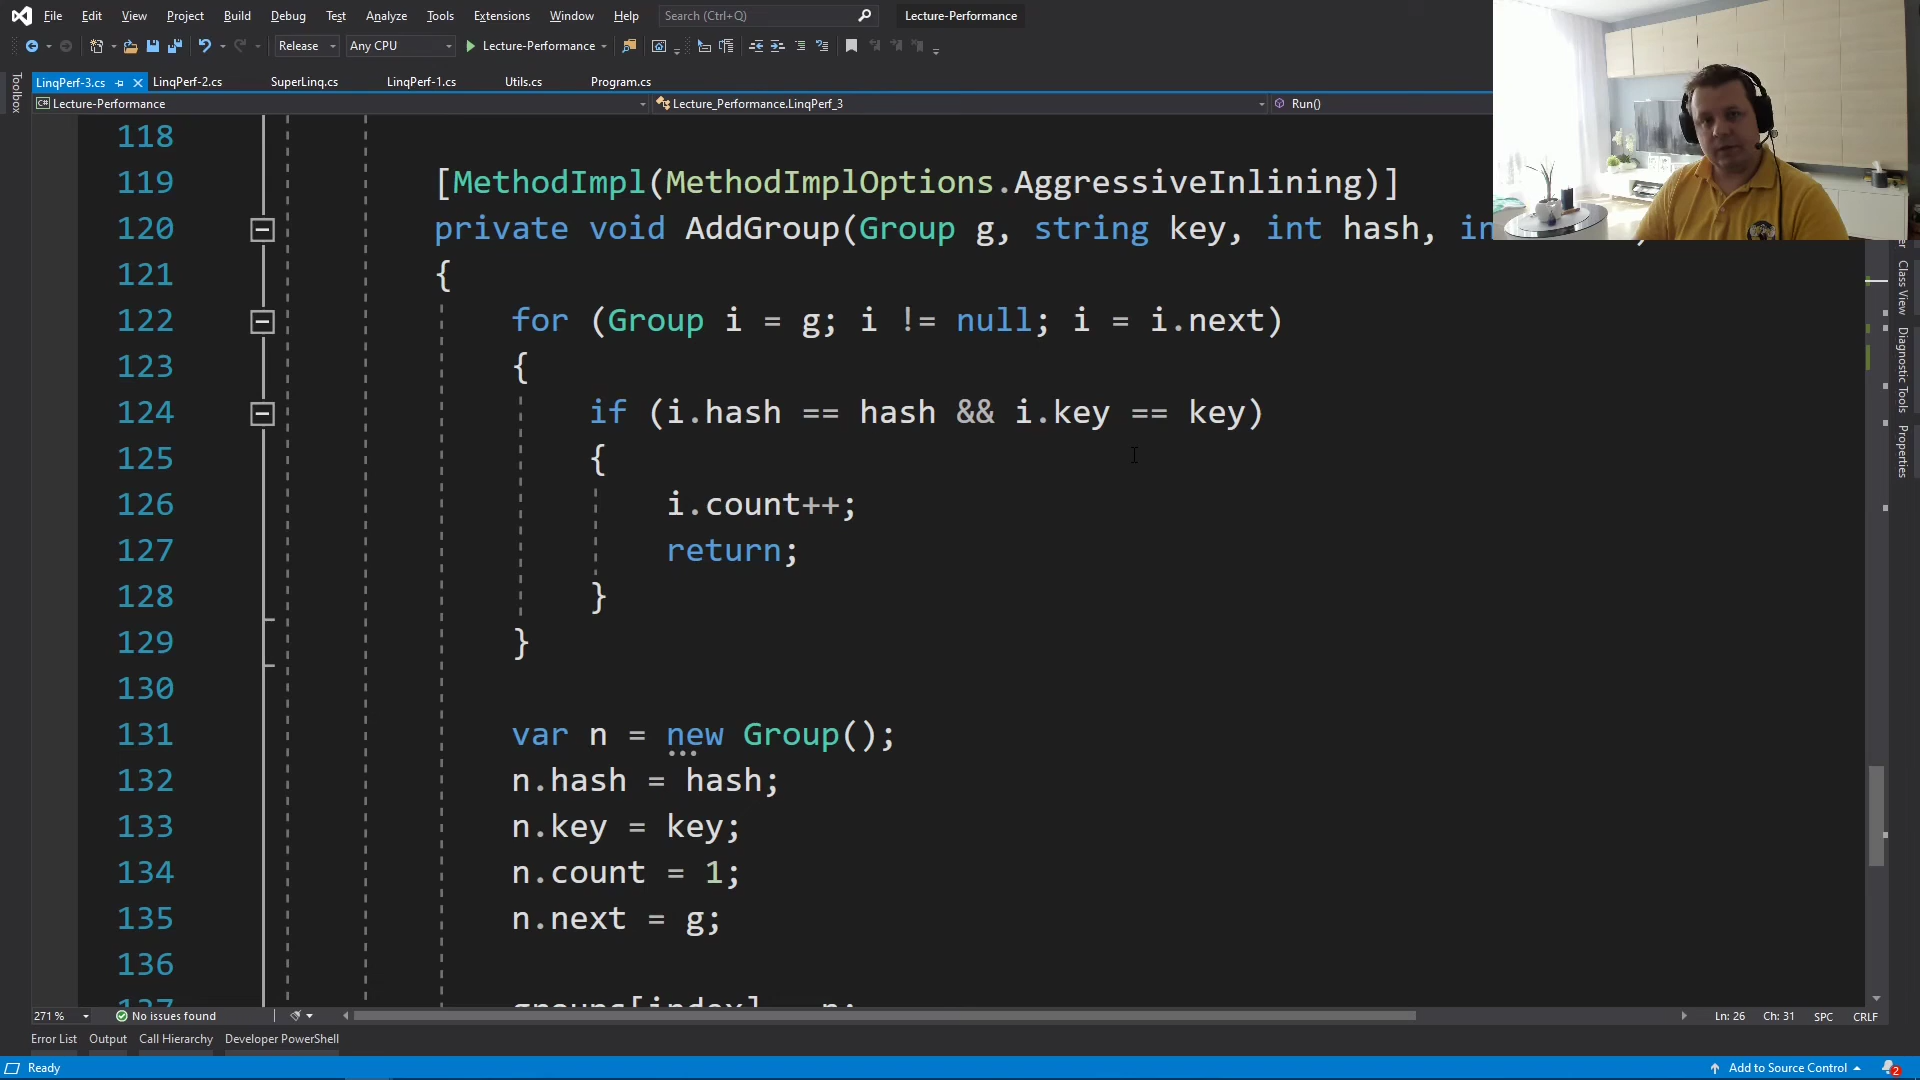 File Edit View Project Build Debug Test Analyze Tools Extensions Window Help Search (Ctrl+Q) Lecture-Performance
Release Any CPU Lecture-Performance
LinqPerf-3.cs LinqPerf-2.cs SuperLinq.cs LinqPerf-1.cs Utils.cs Program.cs
Toolbox
Lecture-Performance Lecture_Performance.LinqPerf_3 Run()
118
119 [MethodImpl(MethodImplOptions.AggressiveInlining)]
120 private void AddGroup(Group g, string key, int hash,
121 {
122 for (Group i = g; i != null; i = i.next)
123 {
124 if (i.hash == hash && i.key == key)
125 {
126 i.count++;
127 return;
128 }
129 }
130
131 var n = new Group();
132 n.hash = hash;
133 n.key = key;
134 n.count = 1;
135 n.next = g;
136
137 groups[index] = n;
Class View
Diagnostic Tools
Properties
271 % No issues found Ln: 26 Ch: 31 SPC CRLF
Error List Output Call Hierarchy Developer PowerShell
Ready Add to Source Control 2